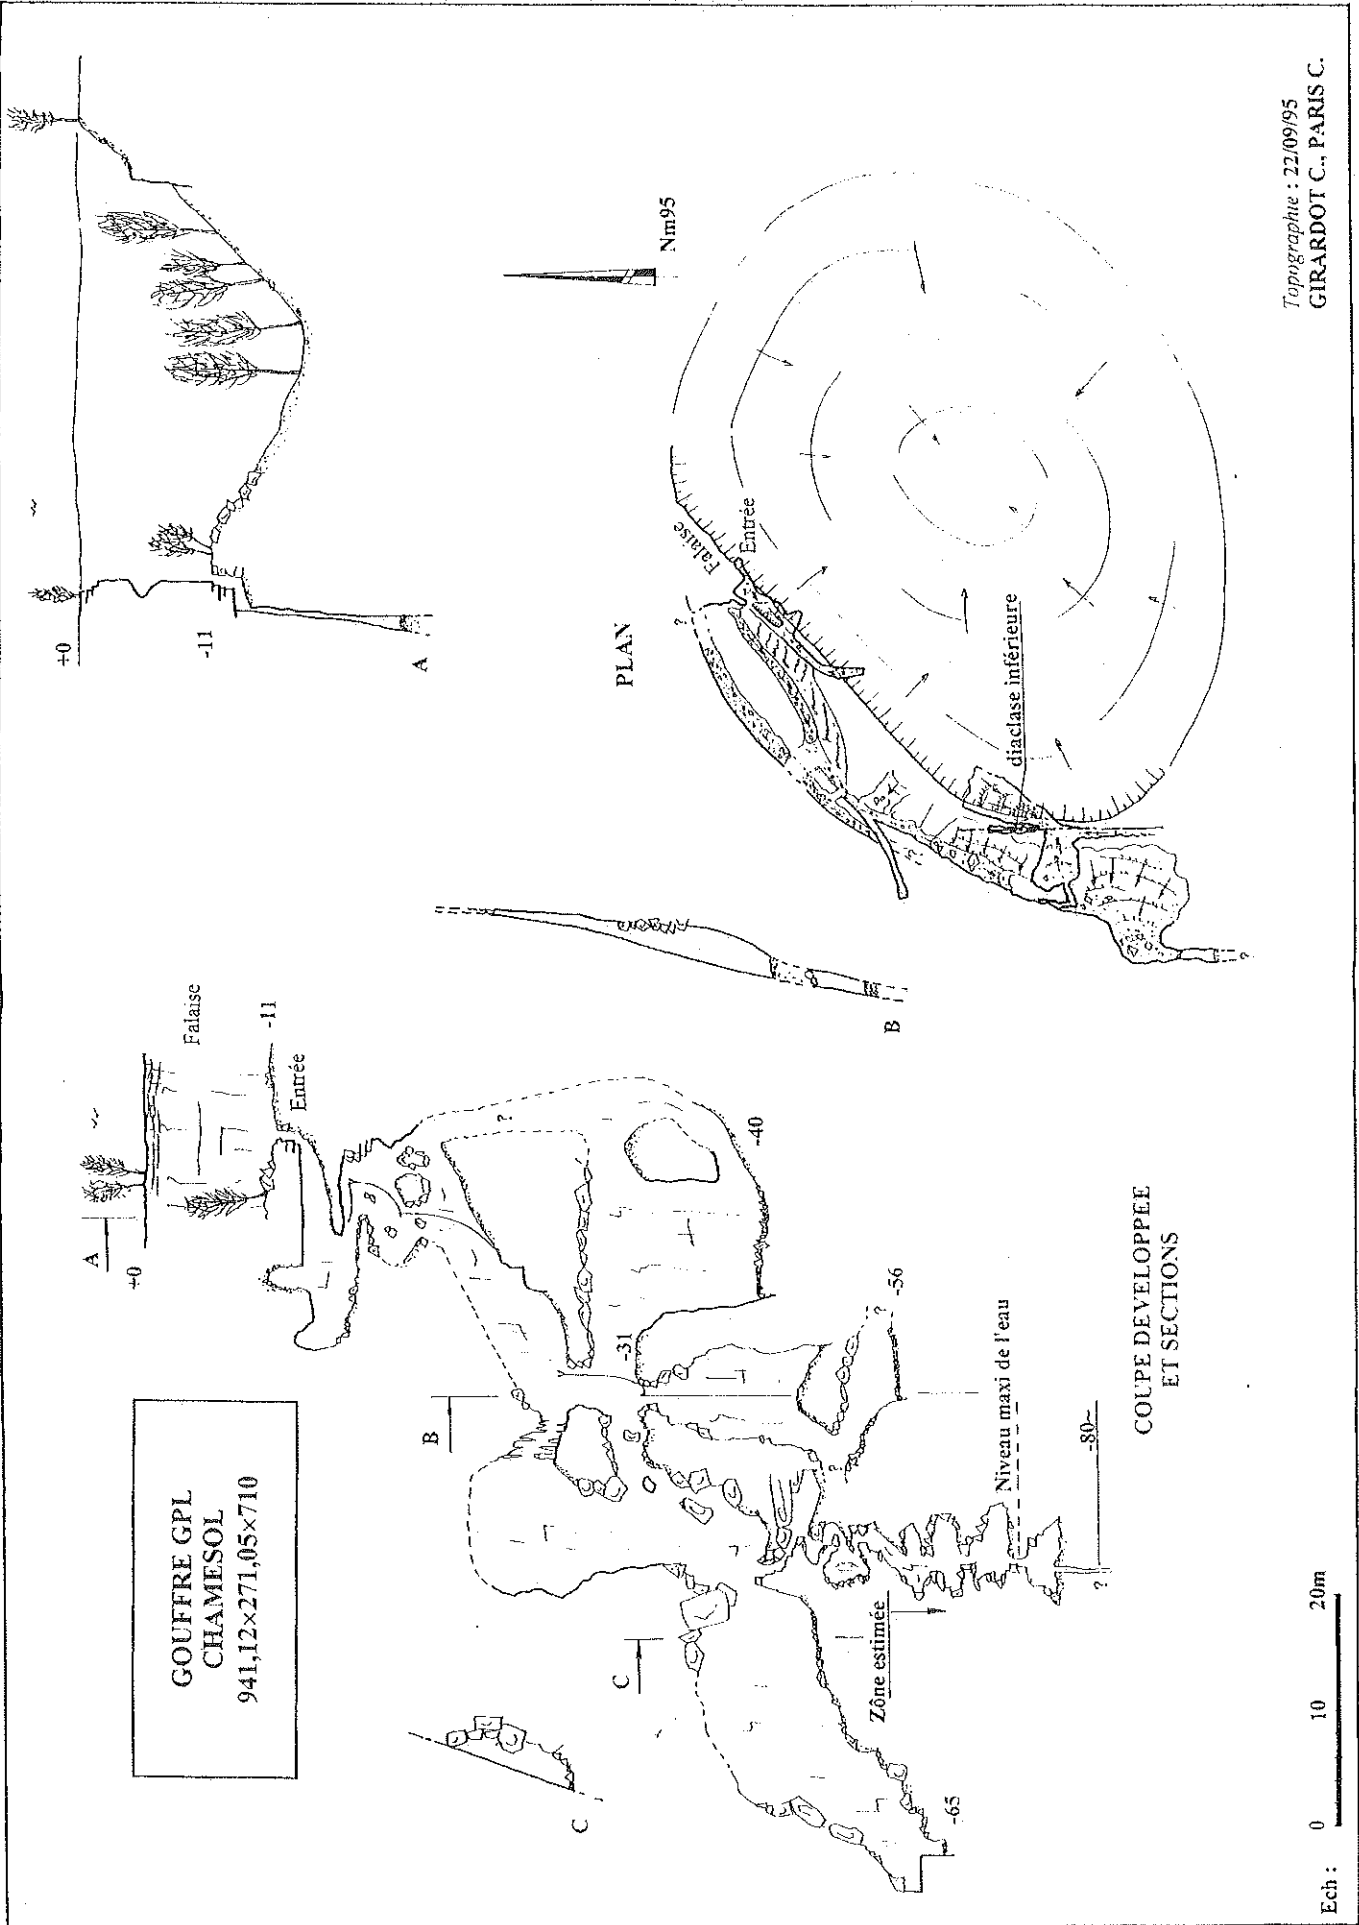 GOUFFRE GPL
CHAMESOL
941,12×271,05×710
A
+0
Falaise
-11
Entrée
?
-40
-31
B
-56
?
?
Niveau maxi de l'eau
-80~
?
Zône estimée
C
-65
C
COUPE DEVELOPPEE
ET SECTIONS
Ech :
0
10
20m
+0
-11
A
B
PLAN
Nm95
?
Falaise
Entrée
diaclase inférieure
?
?
Topographie : 22/09/95
GIRARDOT C., PARIS C.